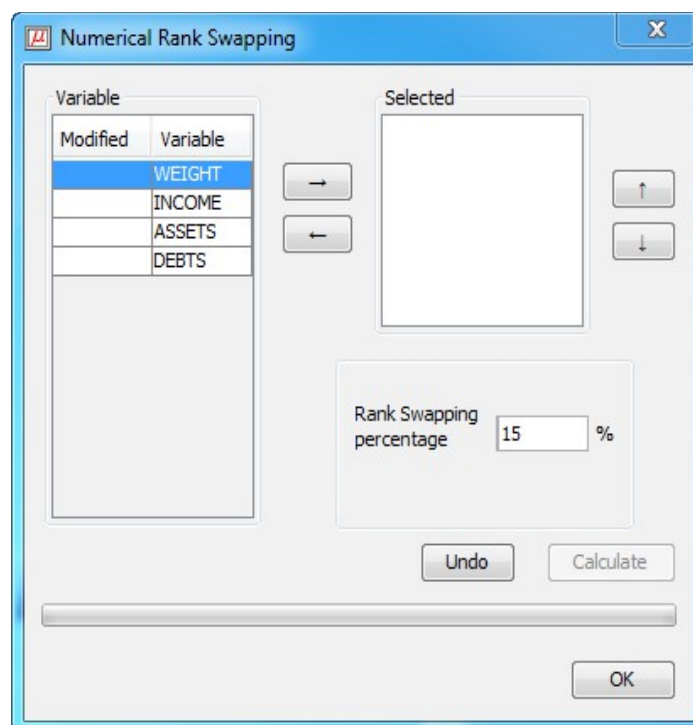 μ Numerical Rank Swapping X
Variable
Modified Variable
WEIGHT
INCOME
ASSETS
DEBTS
→
←
Selected
↑
↓
Rank Swapping
percentage 15 %
Undo Calculate
OK